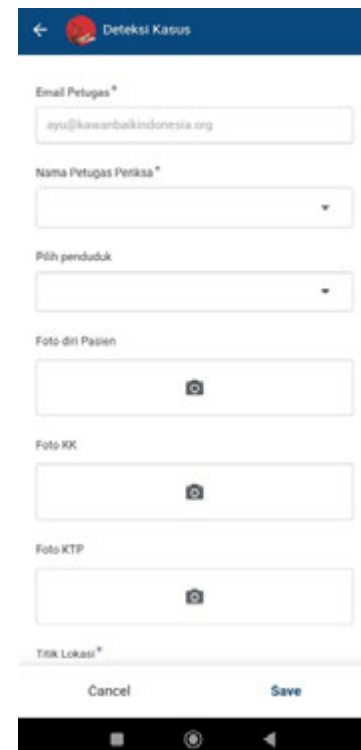 Deteksi Kasus
Email Petugas*
ayu@kawanbaikindonesia.org
Nama Petugas Periksa*
Pilih penduduk
Foto diri Pasien
Foto KK
Foto KTP
Titik Lokasi*
Cancel Save